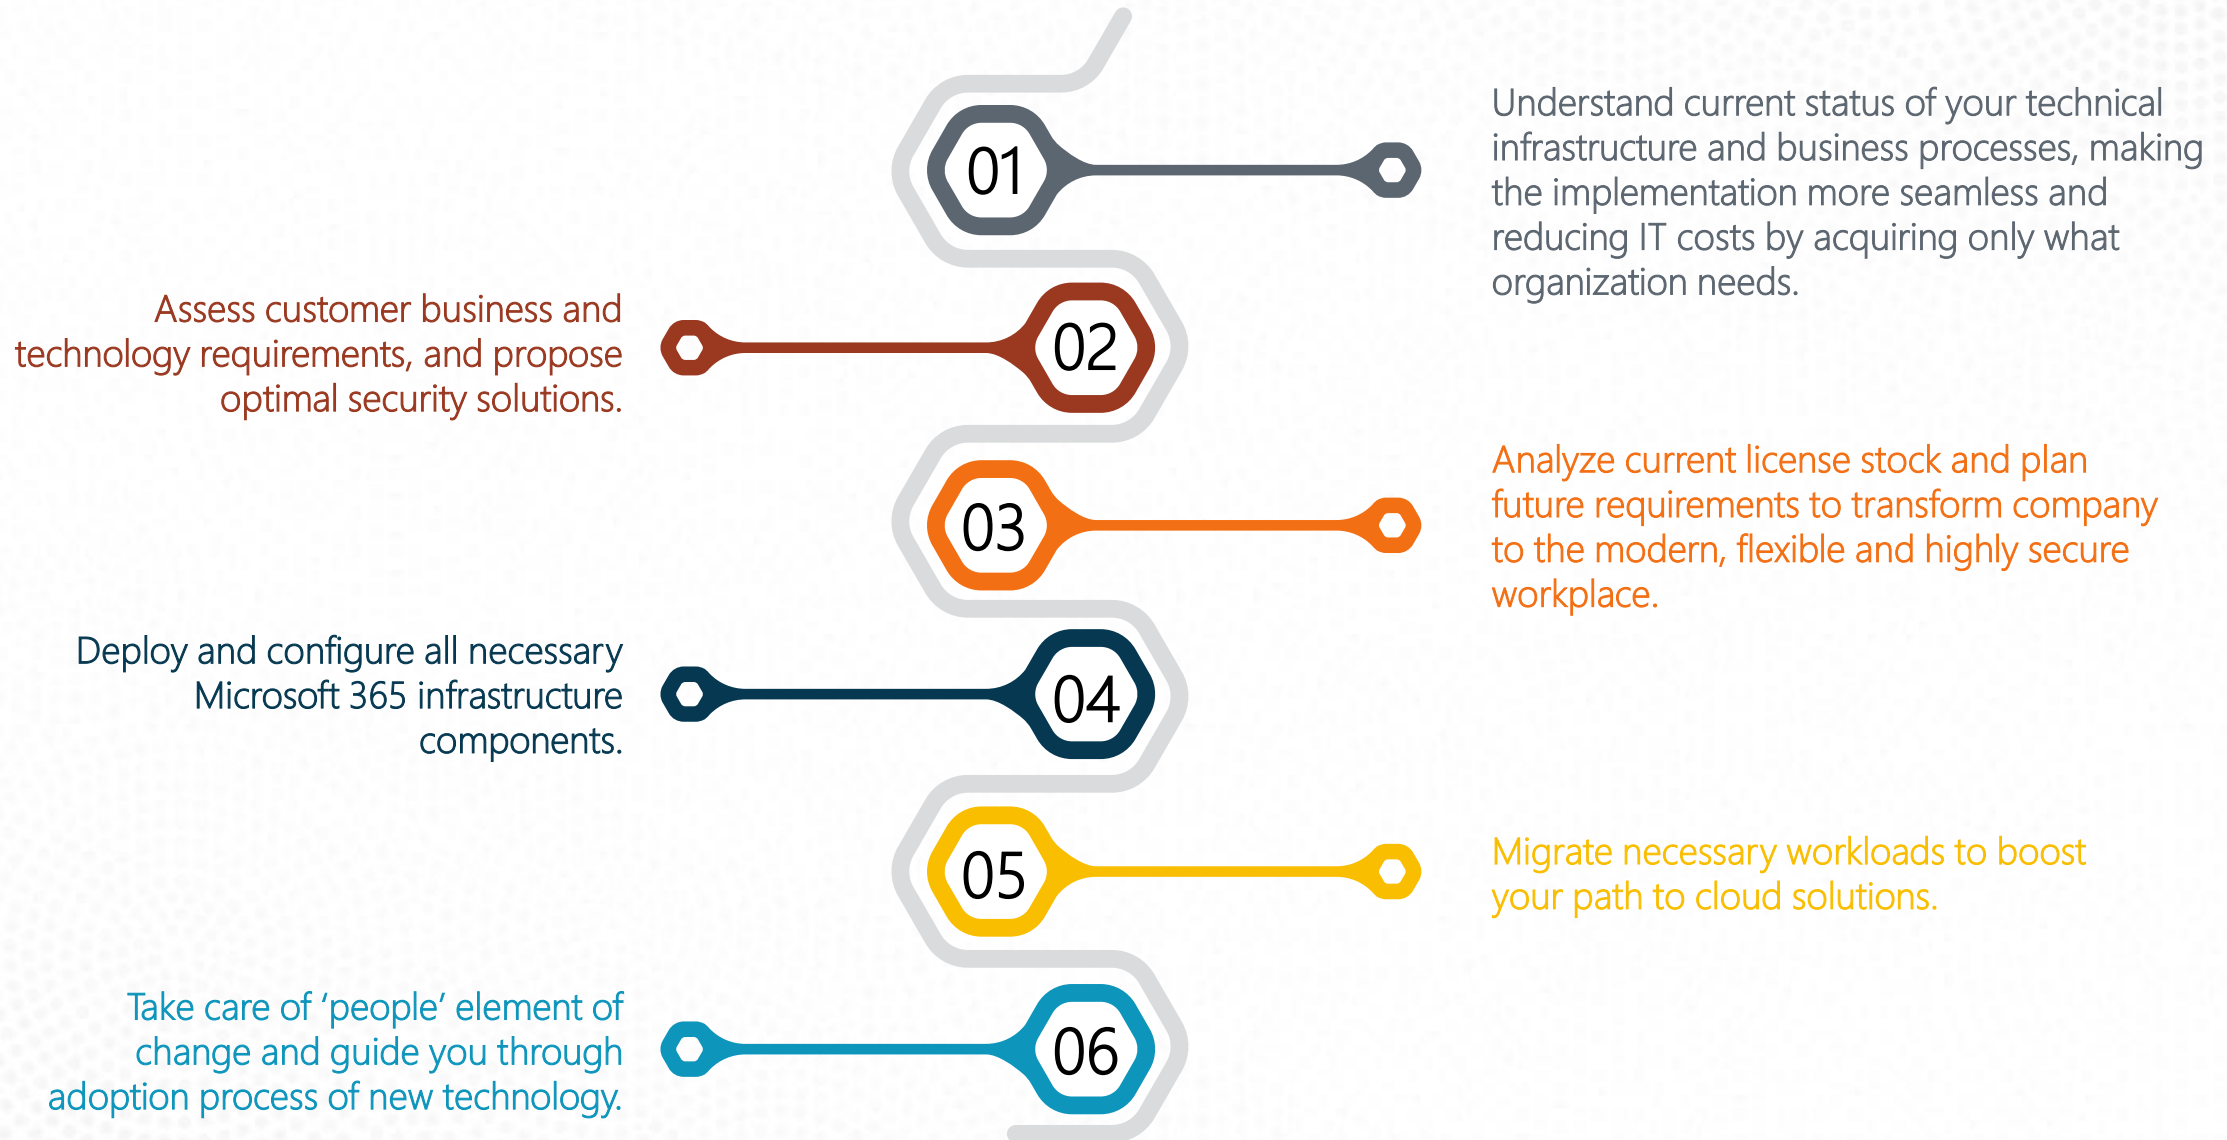 01
Understand current status of your technical
infrastructure and business processes, making
the implementation more seamless and
reducing IT costs by acquiring only what
organization needs.
Assess customer business and
technology requirements, and propose
optimal security solutions.
02
03
Analyze current license stock and plan
future requirements to transform company
to the modern, flexible and highly secure
workplace.
Deploy and configure all necessary
Microsoft 365 infrastructure
components.
04
05
Migrate necessary workloads to boost
your path to cloud solutions.
Take care of ‘people’ element of
change and guide you through
adoption process of new technology.
06